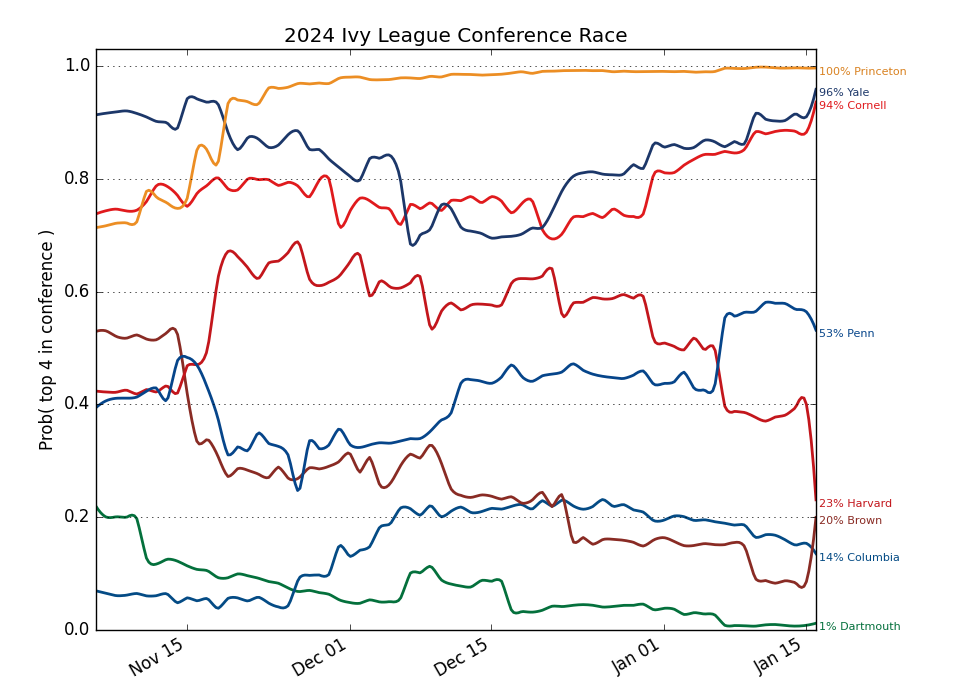 2024 Ivy League Conference Race
Prob( top 4 in conference )
1.0
0.8
0.6
0.4
0.2
0.0
100% Princeton
96% Yale
94% Cornell
53% Penn
23% Harvard
20% Brown
14% Columbia
1% Dartmouth
Nov 15
Dec 01
Dec 15
Jan 01
Jan 15